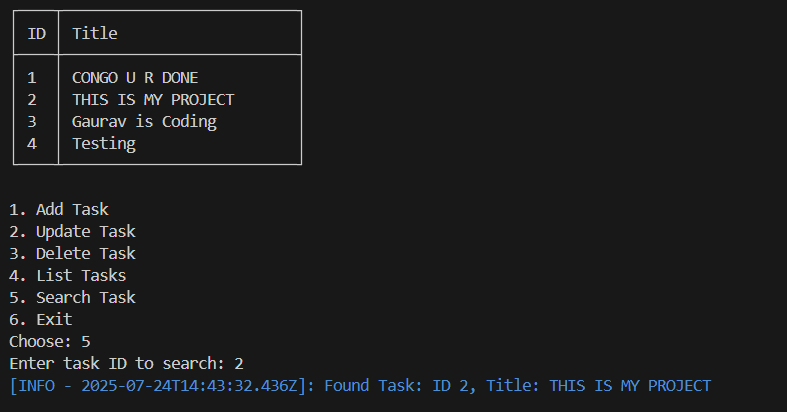 ID Title
1 CONGO U R DONE
2 THIS IS MY PROJECT
3 Gaurav is Coding
4 Testing
1. Add Task
2. Update Task
3. Delete Task
4. List Tasks
5. Search Task
6. Exit
Choose: 5
Enter task ID to search: 2
[INFO - 2025-07-24T14:43:32.436Z]: Found Task: ID 2, Title: THIS IS MY PROJECT